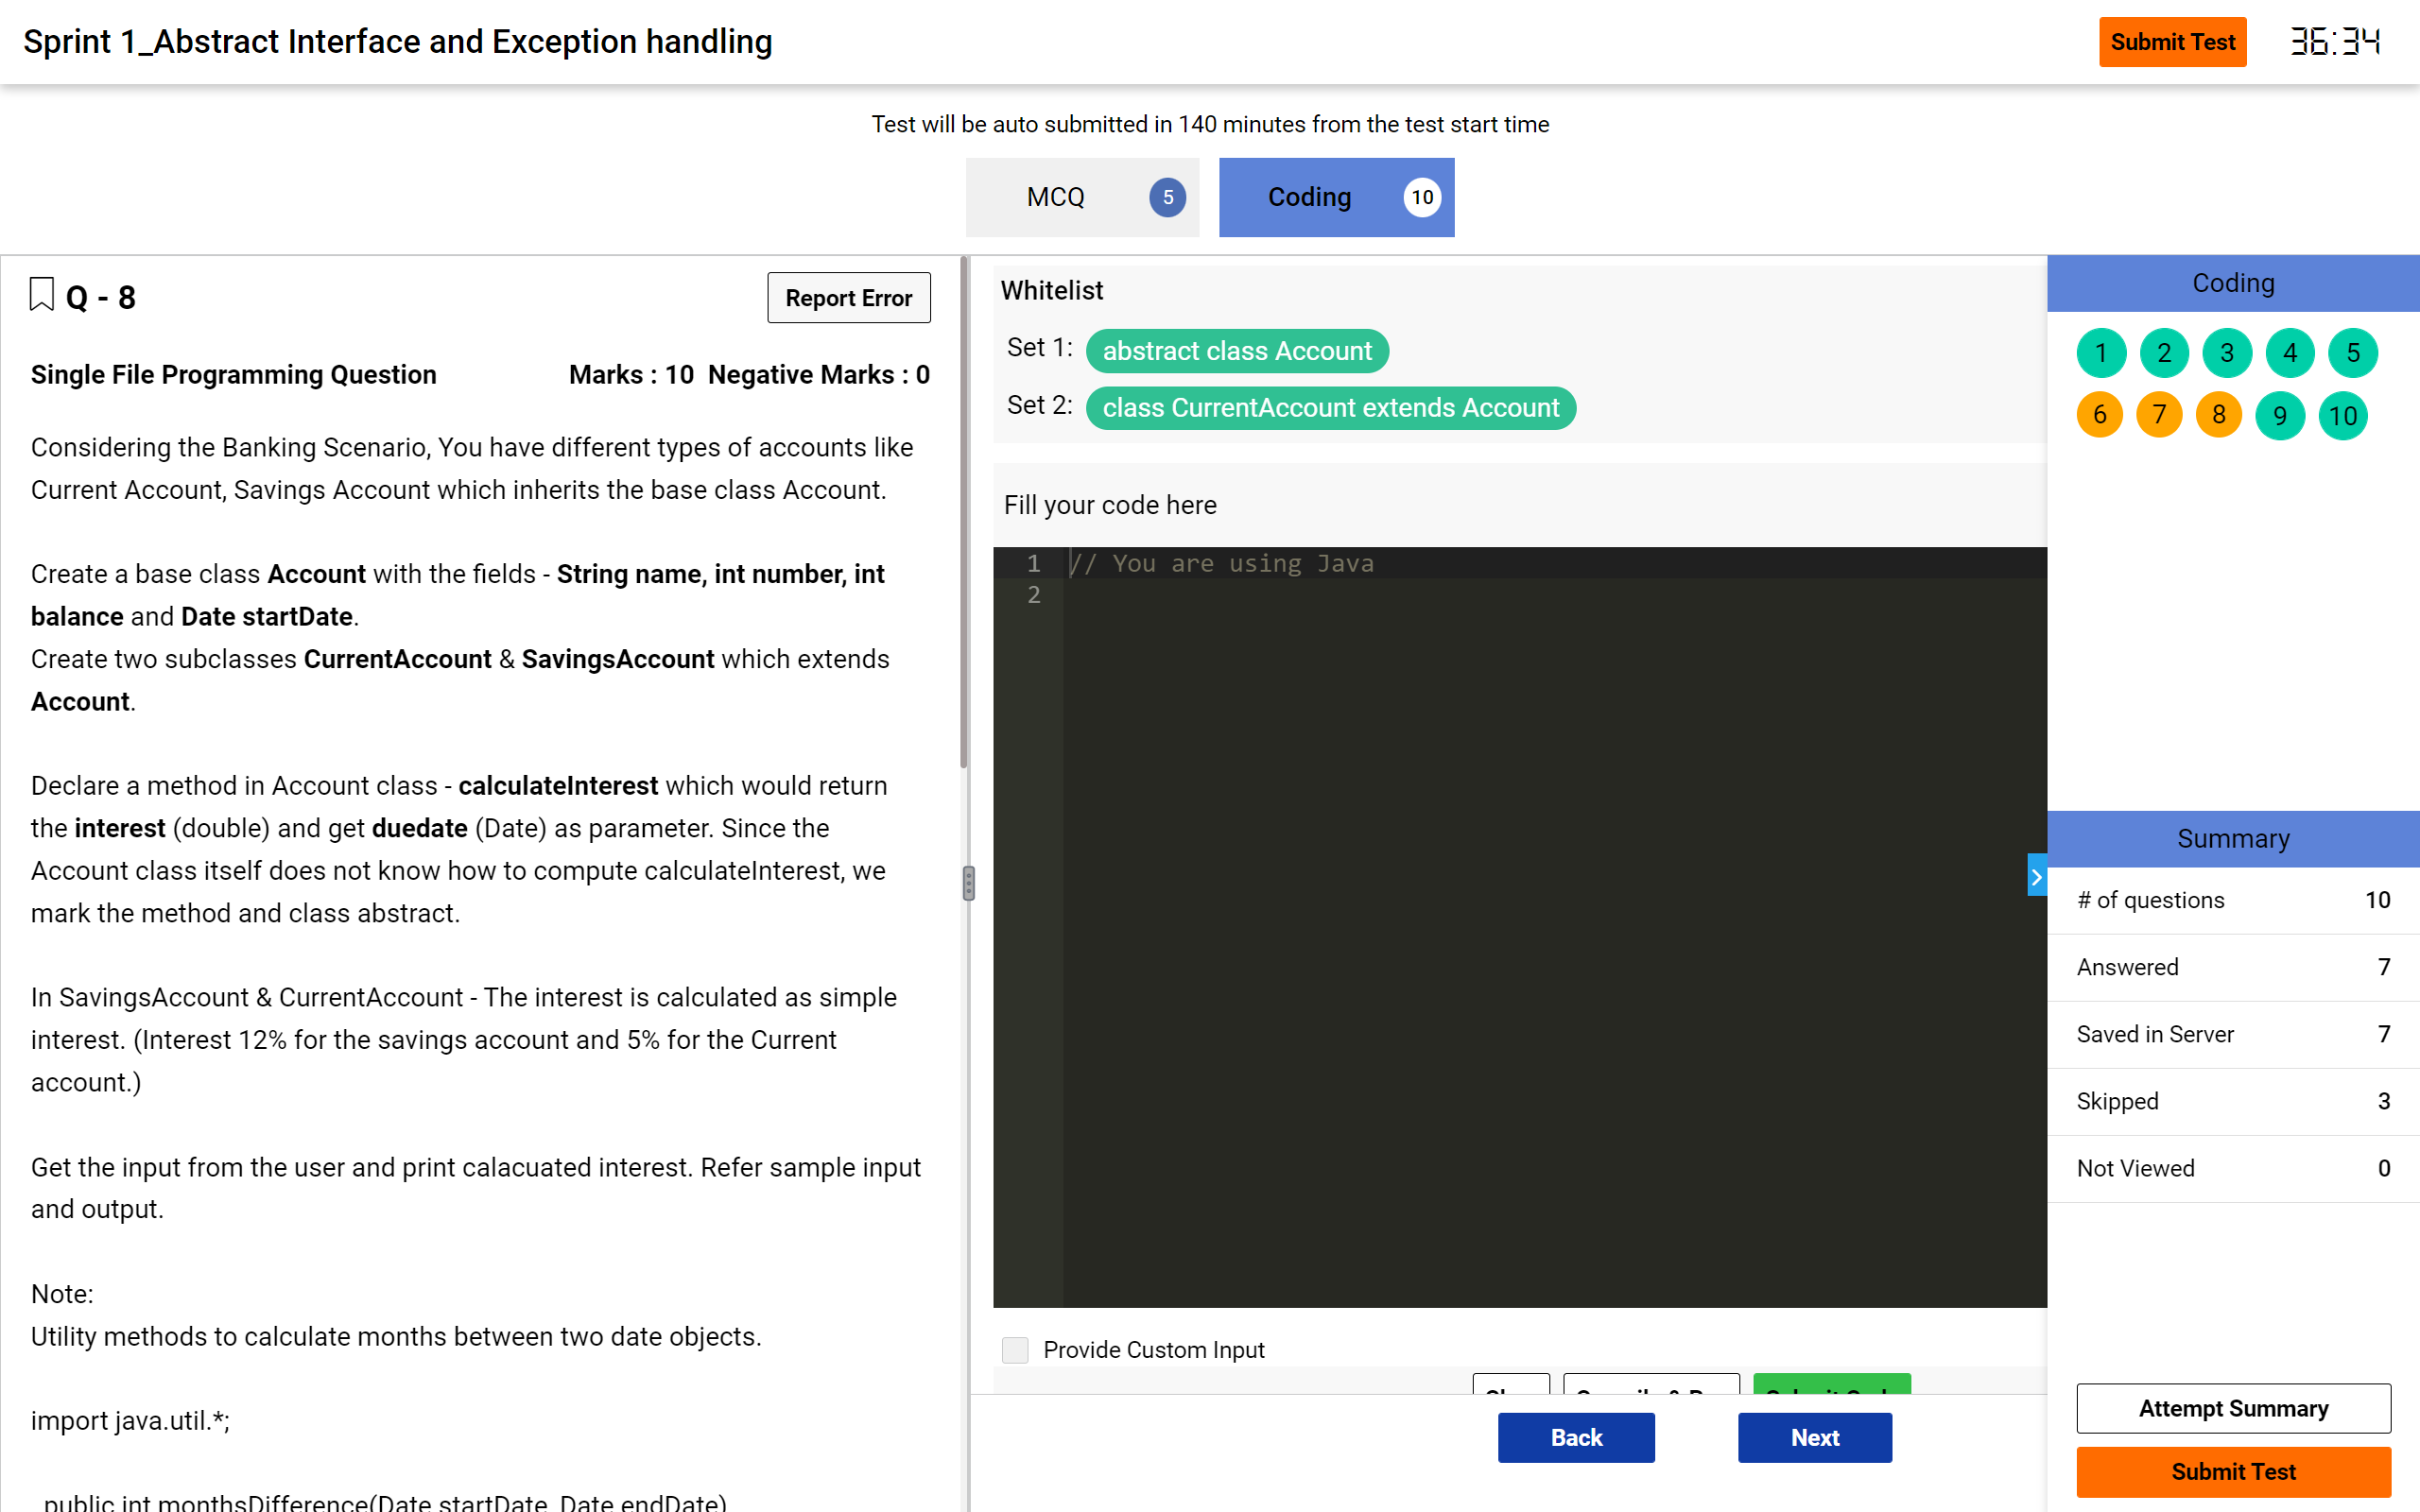 Sprint 1_Abstract Interface and Exception handling
Submit Test
36:34
Test will be auto submitted in 140 minutes from the test start time
MCQ 5
Coding 10
Q - 8
Report Error
Single File Programming Question
Marks : 10 Negative Marks : 0
Considering the Banking Scenario, You have different types of accounts like
Current Account, Savings Account which inherits the base class Account.
Create a base class Account with the fields - String name, int number, int
balance and Date startDate.
Create two subclasses CurrentAccount & SavingsAccount which extends
Account.
Declare a method in Account class - calculateInterest which would return
the interest (double) and get duedate (Date) as parameter. Since the
Account class itself does not know how to compute calculateInterest, we
mark the method and class abstract.
In SavingsAccount & CurrentAccount - The interest is calculated as simple
interest. (Interest 12% for the savings account and 5% for the Current
account.)
Get the input from the user and print calacuated interest. Refer sample input
and output.
Note:
Utility methods to calculate months between two date objects.
import java.util.*;
public int monthsDifference(Date startDate, Date endDate)
Whitelist
Set 1: abstract class Account
Set 2: class CurrentAccount extends Account
Fill your code here
1 // You are using Java
2
Provide Custom Input
Back
Next
Coding
1 2 3 4 5
6 7 8 9 10
Summary
# of questions 10
Answered 7
Saved in Server 7
Skipped 3
Not Viewed 0
Attempt Summary
Submit Test